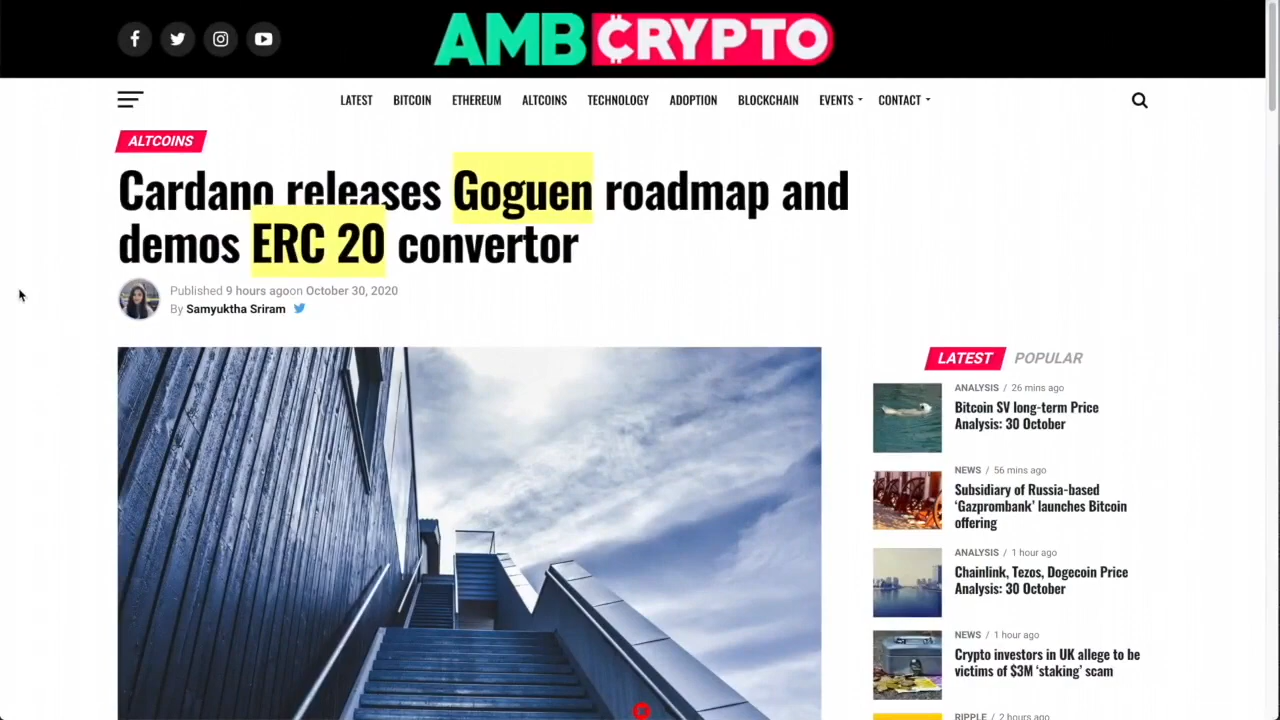 AMBCRYPTO
LATEST BITCOIN ETHEREUM ALTCOINS TECHNOLOGY ADOPTION BLOCKCHAIN EVENTS CONTACT
ALTCOINS
Cardano releases Goguen roadmap and
demos ERC 20 convertor
Published 9 hours agoon October 30, 2020
By Samyuktha Sriram
LATEST POPULAR
ANALYSIS / 26 mins ago
Bitcoin SV long-term Price
Analysis: 30 October
NEWS / 56 mins ago
Subsidiary of Russia-based
‘Gazprombank’ launches Bitcoin
offering
ANALYSIS / 1 hour ago
Chainlink, Tezos, Dogecoin Price
Analysis: 30 October
NEWS / 1 hour ago
Crypto investors in UK allege to be
victims of $3M ‘staking’ scam
RIPPLE / 2 hours ago